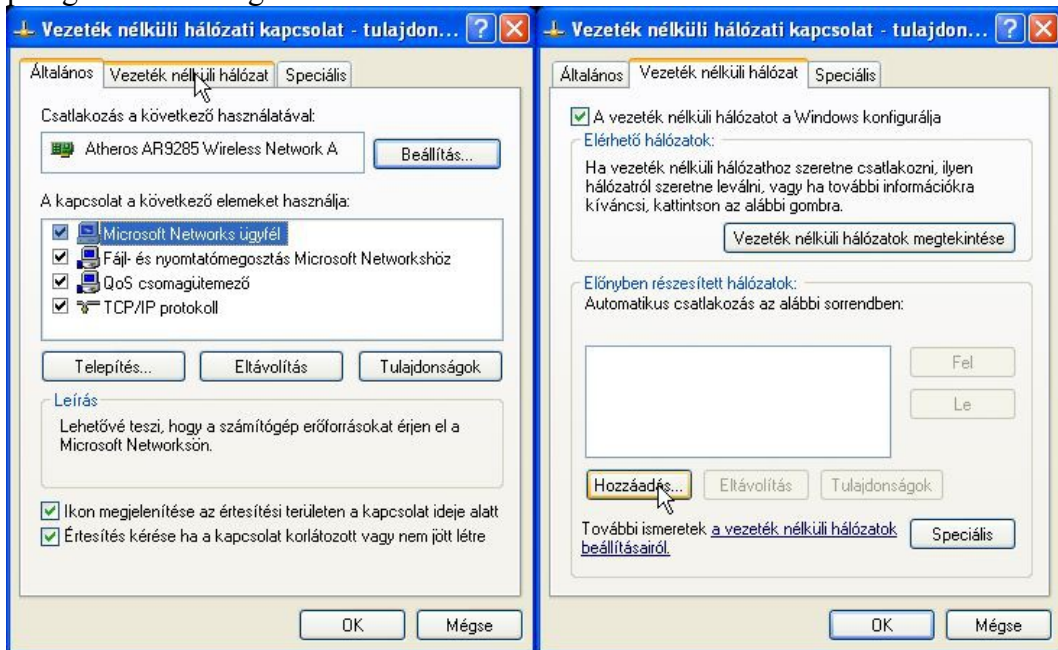 Vezeték nélküli hálózati kapcsolat - tulajdon...
Általános
Vezeték nélküli hálózat
Speciális
Csatlakozás a következő használatával:
Atheros AR9285 Wireless Network A
Beállítás...
A kapcsolat a következő elemeket használja:
Microsoft Networks ügyfél
Fájl- és nyomtatómegosztás Microsoft Networkshöz
QoS csomagütemező
TCP/IP protokoll
Telepítés...
Eltávolítás
Tulajdonságok
Leírás
Lehetővé teszi, hogy a számítógép erőforrásokat érjen el a
Microsoft Networksön.
Ikon megjelenítése az értesítési területen a kapcsolat ideje alatt
Értesítés kérése ha a kapcsolat korlátozott vagy nem jött létre
OK
Mégse
Vezeték nélküli hálózati kapcsolat - tulajdon...
Általános
Vezeték nélküli hálózat
Speciális
A vezeték nélküli hálózatot a Windows konfigurálja
Elérhető hálózatok:
Ha vezeték nélküli hálózathoz szeretne csatlakozni, ilyen
hálózatról szeretne leválni, vagy ha további információkra
kíváncsi, kattintson az alábbi gombra.
Vezeték nélküli hálózatok megtekintése
Előnyben részesített hálózatok:
Automatikus csatlakozás az alábbi sorrendben:
Fel
Le
Hozzáadás...
Eltávolítás
Tulajdonságok
További ismeretek a vezeték nélküli hálózatok
beállításairól.
Speciális
OK
Mégse